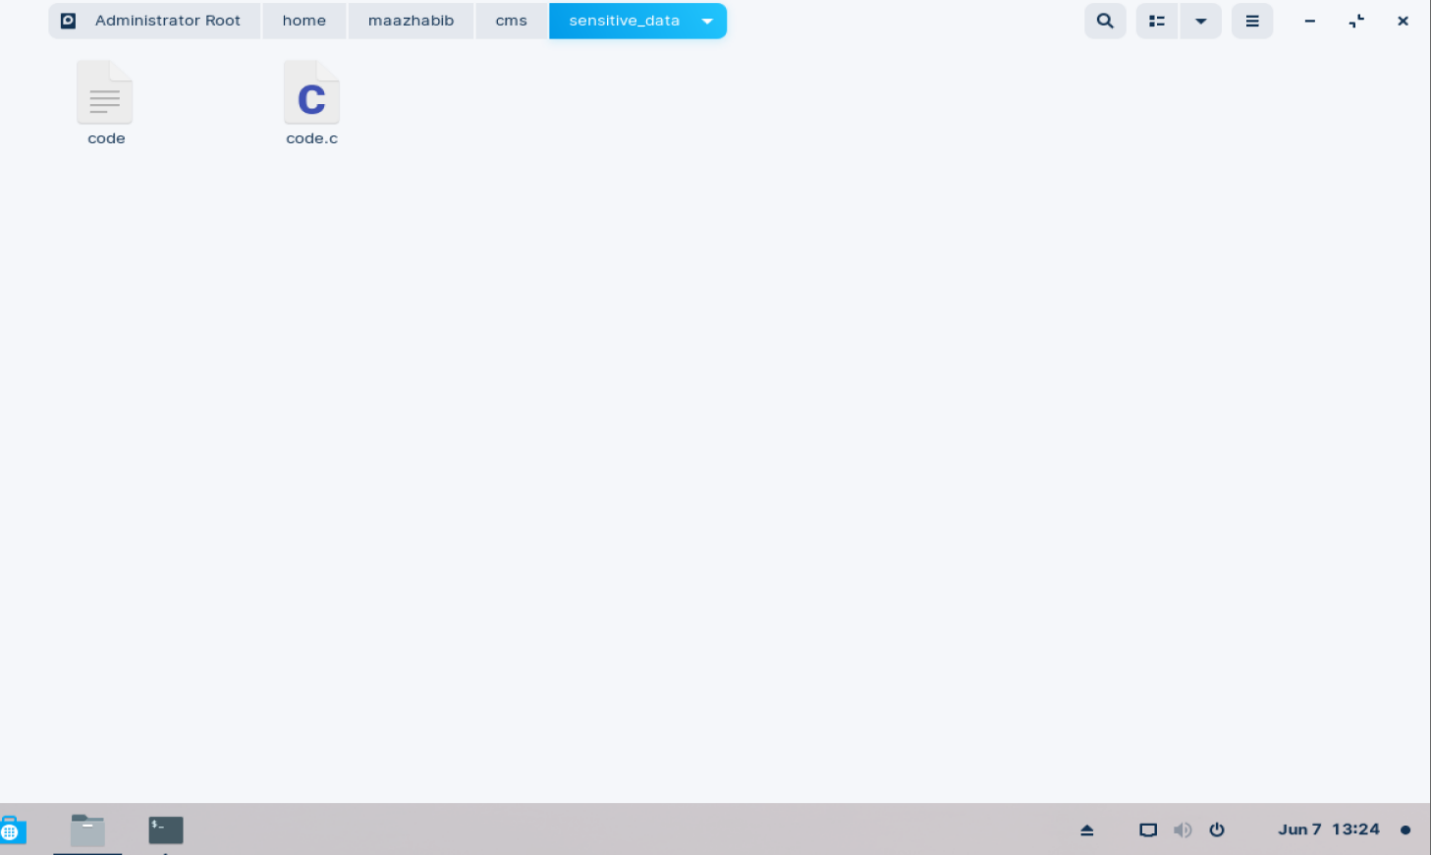 Administrator Root home maazhabib cms sensitive_data
code code.c
$_
Jun 7 13:24